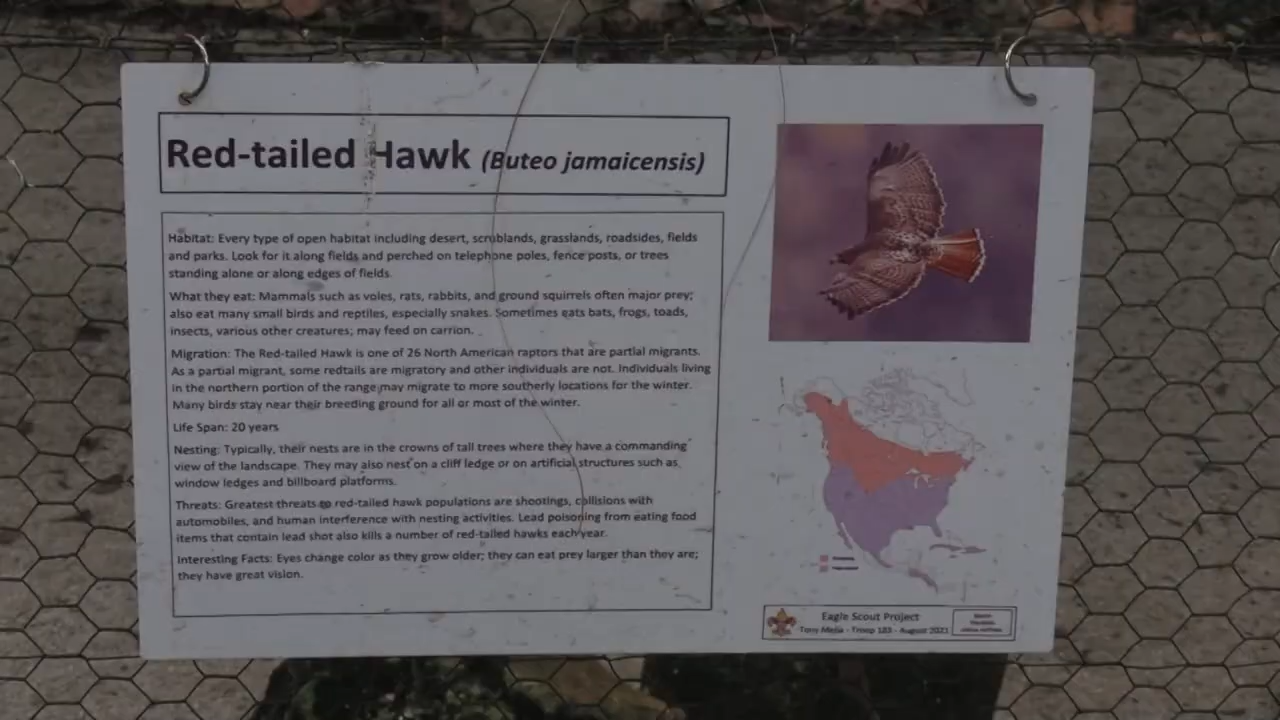 Red-tailed Hawk (Buteo jamaicensis)
Habitat: Every type of open habitat including desert, scrublands, grasslands, roadsides, fields
and parks. Look for it along fields and perched on telephone poles, fence posts, or trees
standing alone or along edges of fields.
What they eat: Mammals such as voles, rats, rabbits, and ground squirrels often major prey;
also eat many small birds and reptiles, especially snakes. Sometimes eats bats, frogs, toads,
insects, various other creatures; may feed on carrion.
Migration: The Red-tailed Hawk is one of 26 North American raptors that are partial migrants.
As a partial migrant, some redtails are migratory and other individuals are not. Individuals living
in the northern portion of the range may migrate to more southerly locations for the winter.
Many birds stay near their breeding ground for all or most of the winter.
Life Span: 20 years
Nesting: Typically, their nests are in the crowns of tall trees where they have a commanding
view of the landscape. They may also nest on a cliff ledge or on artificial structures such as
window ledges and billboard platforms.
Threats: Greatest threats to red-tailed hawk populations are shootings, collisions with
automobiles, and human interference with nesting activities. Lead poisoning from eating food
items that contain lead shot also kills a number of red-tailed hawks each year.
Interesting Facts: Eyes change color as they grow older; they can eat prey larger than they are;
they have great vision.
Eagle Scout Project
Tony Melia - Troop 183 - August 2021